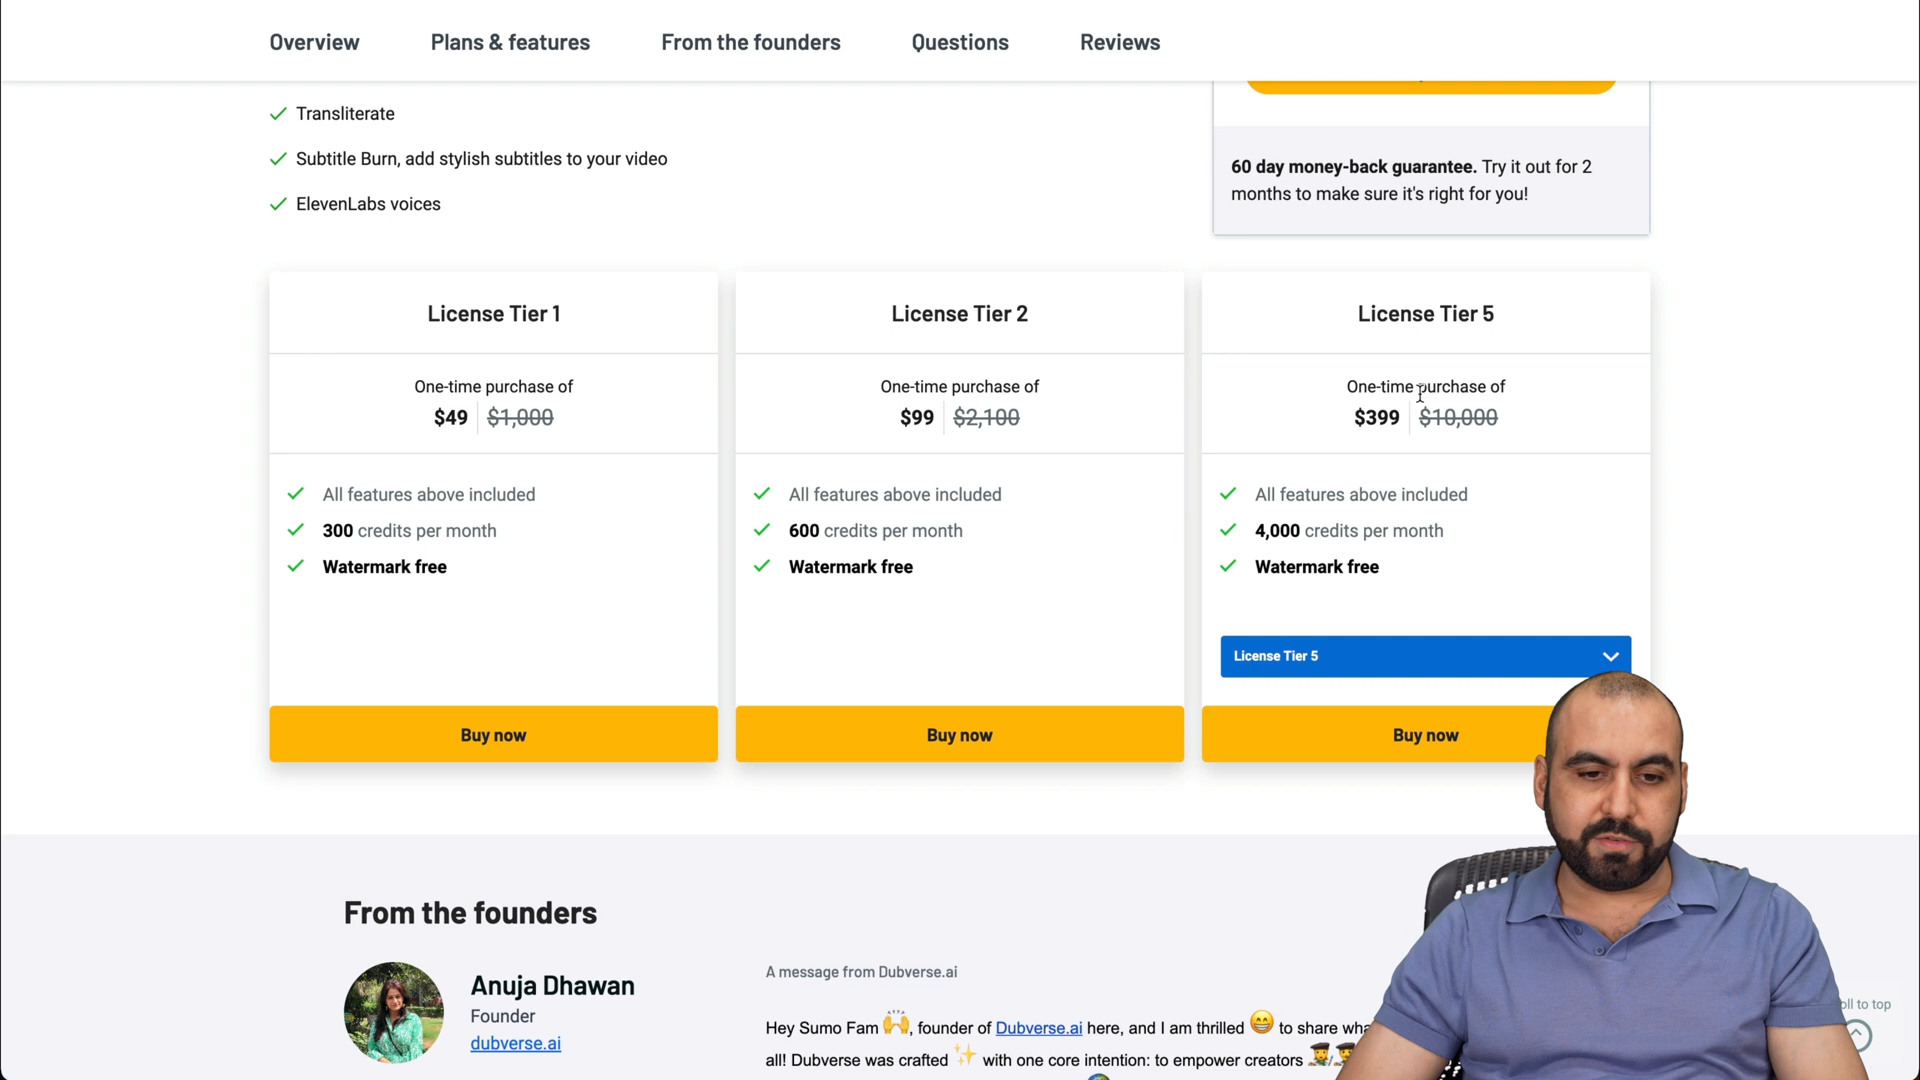 Overview Plans & features From the founders Questions Reviews
Transliterate
Subtitle Burn, add stylish subtitles to your video
ElevenLabs voices
60 day money-back guarantee. Try it out for 2
months to make sure it's right for you!
License Tier 1
One-time purchase of
$49 $1,000
All features above included
300 credits per month
Watermark free
Buy now
License Tier 2
One-time purchase of
$99 $2,100
All features above included
600 credits per month
Watermark free
Buy now
License Tier 5
One-time purchase of
$399 $10,000
All features above included
4,000 credits per month
Watermark free
License Tier 5
Buy now
From the founders
Anuja Dhawan
Founder
dubverse.ai
A message from Dubverse.ai
Hey Sumo Fam 🙌, founder of Dubverse.ai here, and I am thrilled 😁 to share
all! Dubverse was crafted ✨ with one core intention: to empower creators
to top